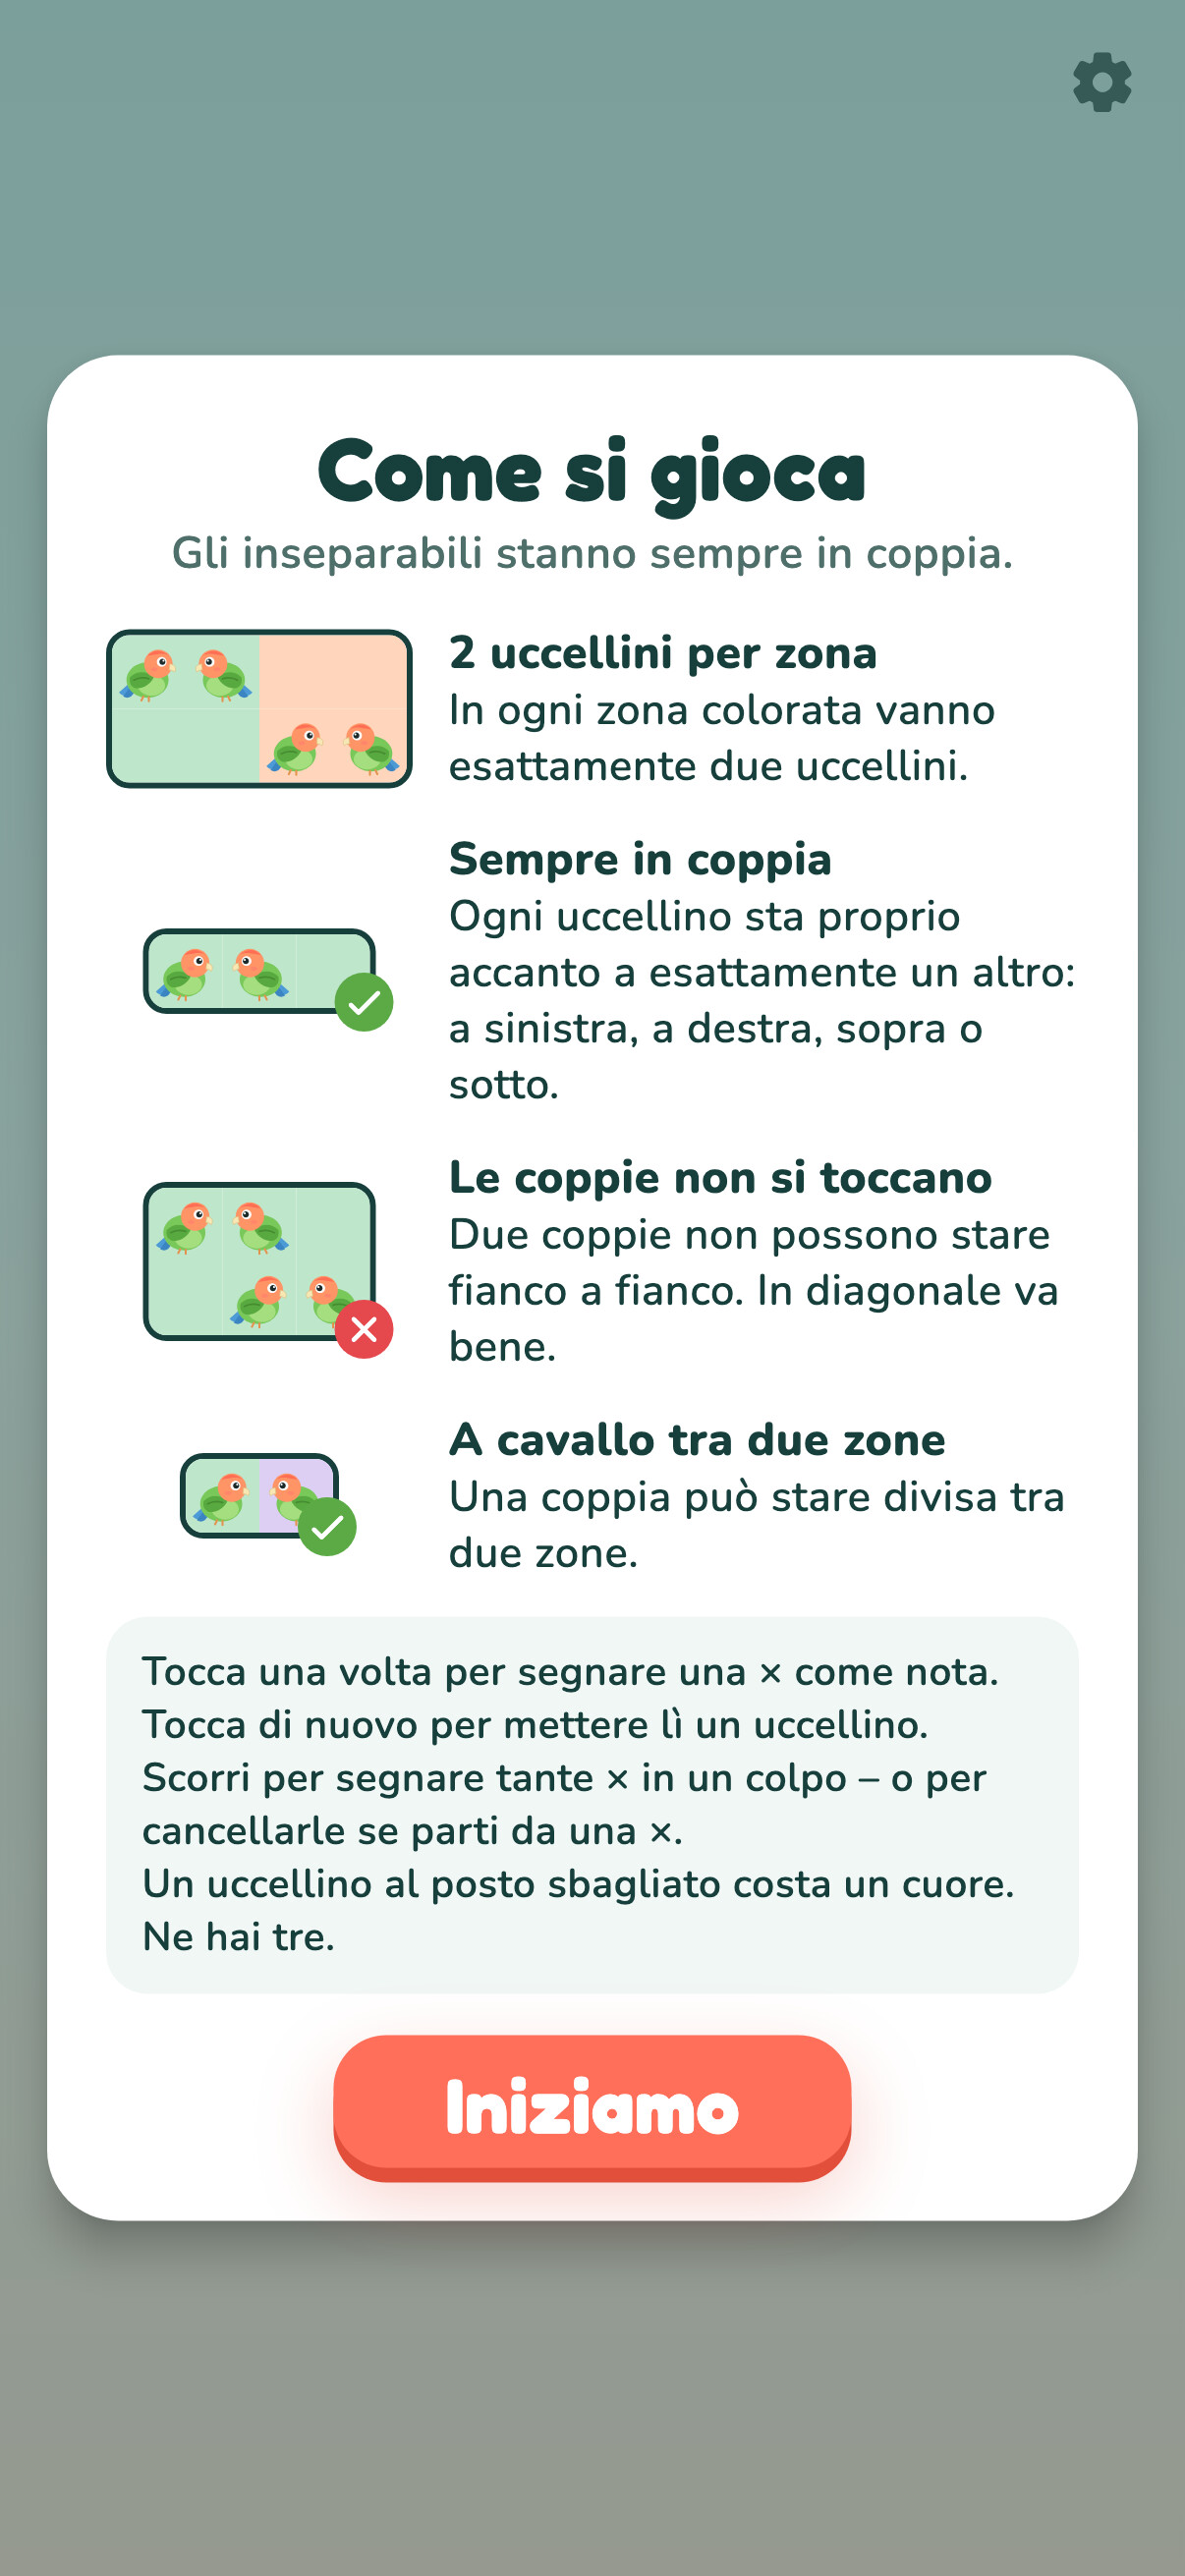 Come si gioca
Gli inseparabili stanno sempre in coppia.
2 uccellini per zona
In ogni zona colorata vanno
esattamente due uccellini.
Sempre in coppia
Ogni uccellino sta proprio
accanto a esattamente un altro:
a sinistra, a destra, sopra o
sotto.
Le coppie non si toccano
Due coppie non possono stare
fianco a fianco. In diagonale va
bene.
A cavallo tra due zone
Una coppia può stare divisa tra
due zone.
Tocca una volta per segnare una × come nota.
Tocca di nuovo per mettere lì un uccellino.
Scorri per segnare tante × in un colpo – o per
cancellarle se parti da una ×.
Un uccellino al posto sbagliato costa un cuore.
Ne hai tre.
Iniziamo